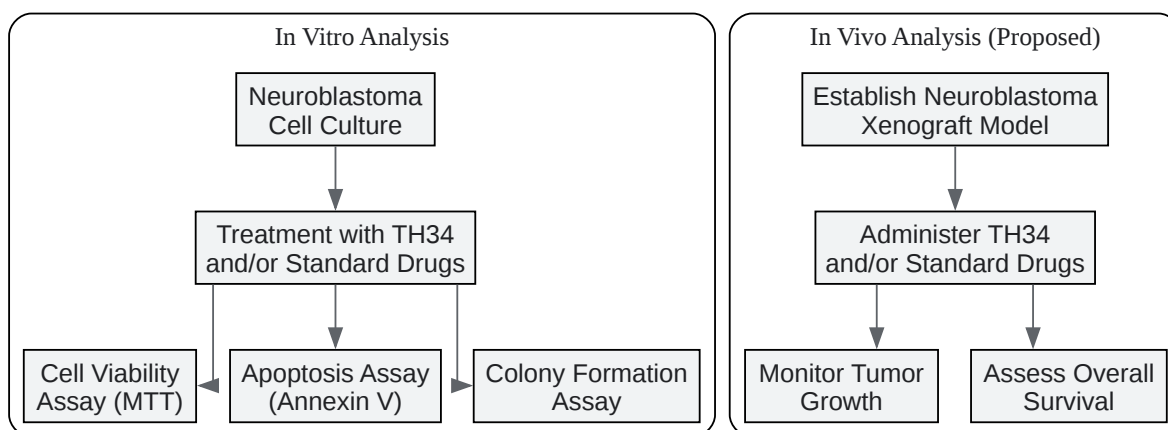 In Vitro Analysis
Neuroblastoma
Cell Culture
Treatment with TH34
and/or Standard Drugs
Cell Viability
Assay (MTT)
Apoptosis Assay
(Annexin V)
Colony Formation
Assay
In Vivo Analysis (Proposed)
Establish Neuroblastoma
Xenograft Model
Administer TH34
and/or Standard Drugs
Monitor Tumor
Growth
Assess Overall
Survival